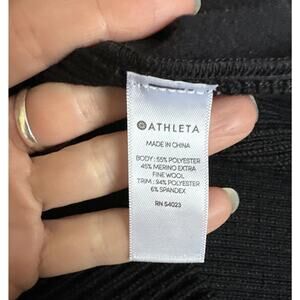 ATHLETA
MADE IN CHINA
BODY : 55% POLYESTER
45% MERINO EXTRA
FINE WOOL
TRIM : 94% POLYESTER
6% SPANDEX
RN 54023